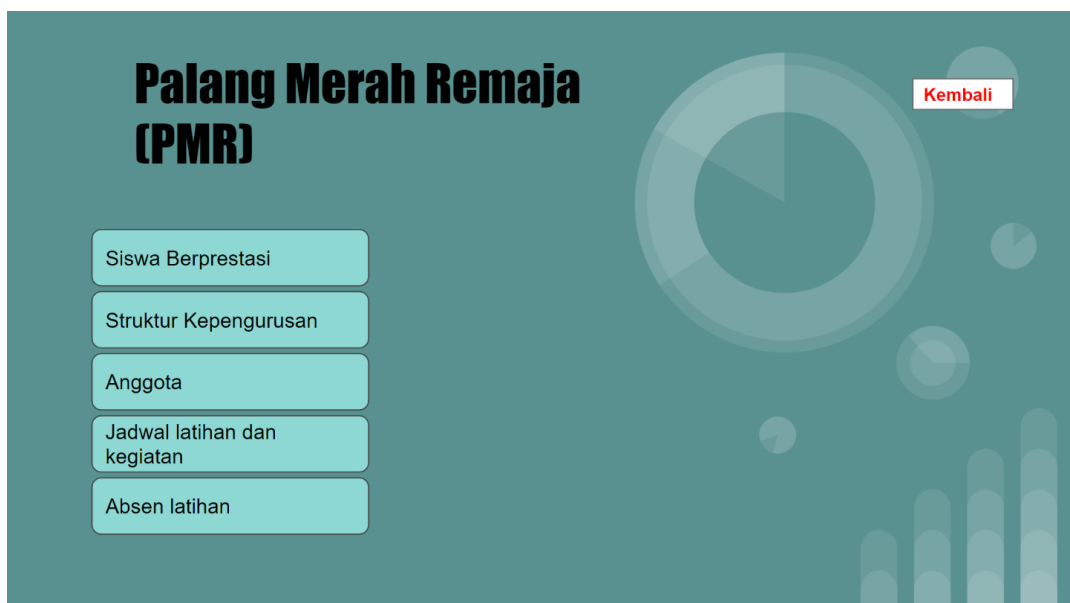 Palang Merah Remaja
(PMR)
Kembali
Siswa Berprestasi
Struktur Kepengurusan
Anggota
Jadwal latihan dan
kegiatan
Absen latihan